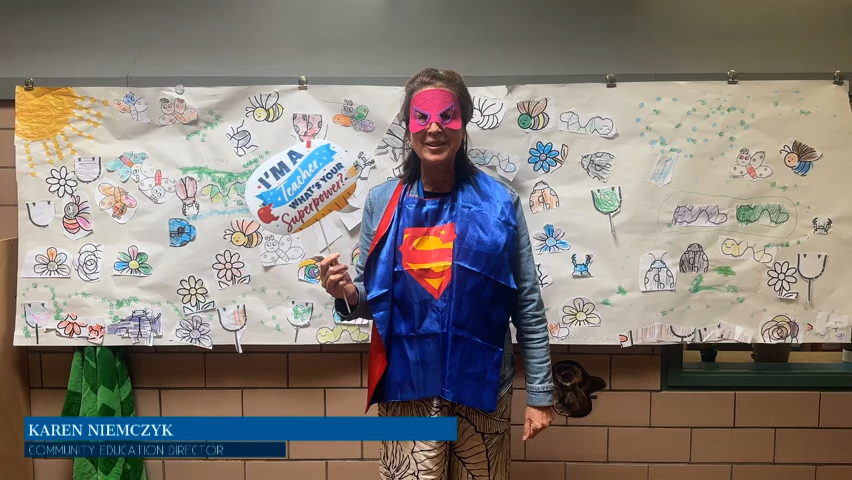 I'M A
Teacher
WHAT'S YOUR
Superpower?
KAREN NIEMCZYK
COMMUNITY EDUCATION DIRECTOR